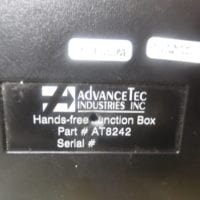 AdvanceTec
Industries Inc
Hands-free Junction Box
Part # AT8242
Serial #